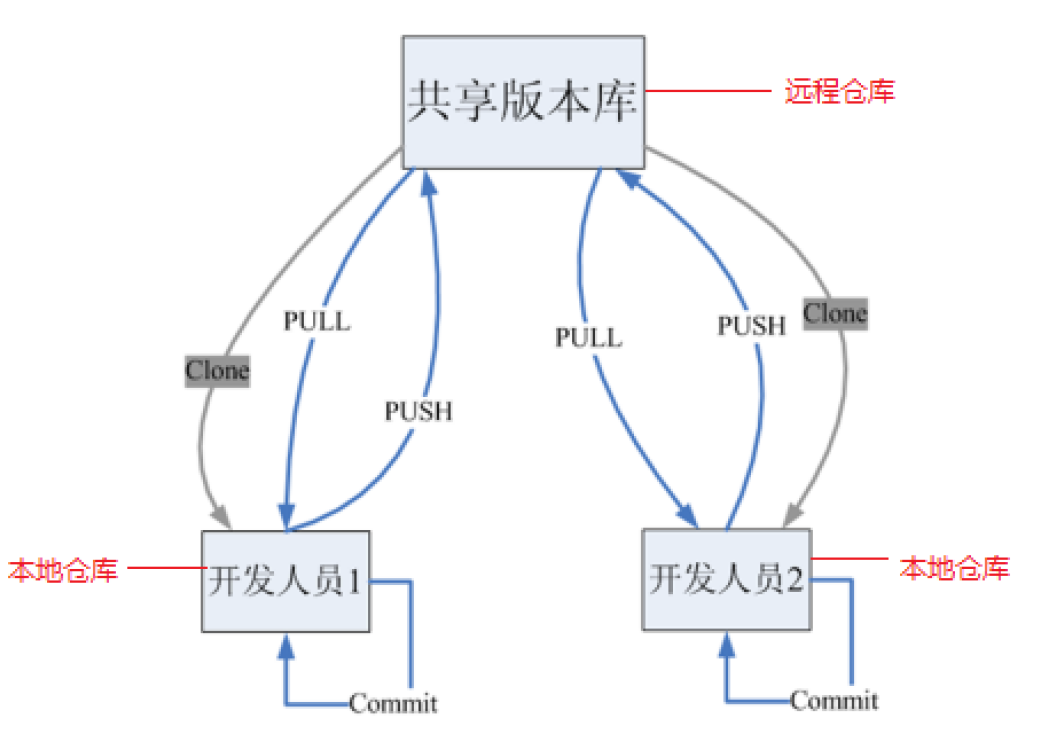 共享版本库
远程仓库
PULL
PUSH
Clone
PULL
PUSH
Clone
本地仓库
开发人员1
开发人员2
本地仓库
Commit
Commit